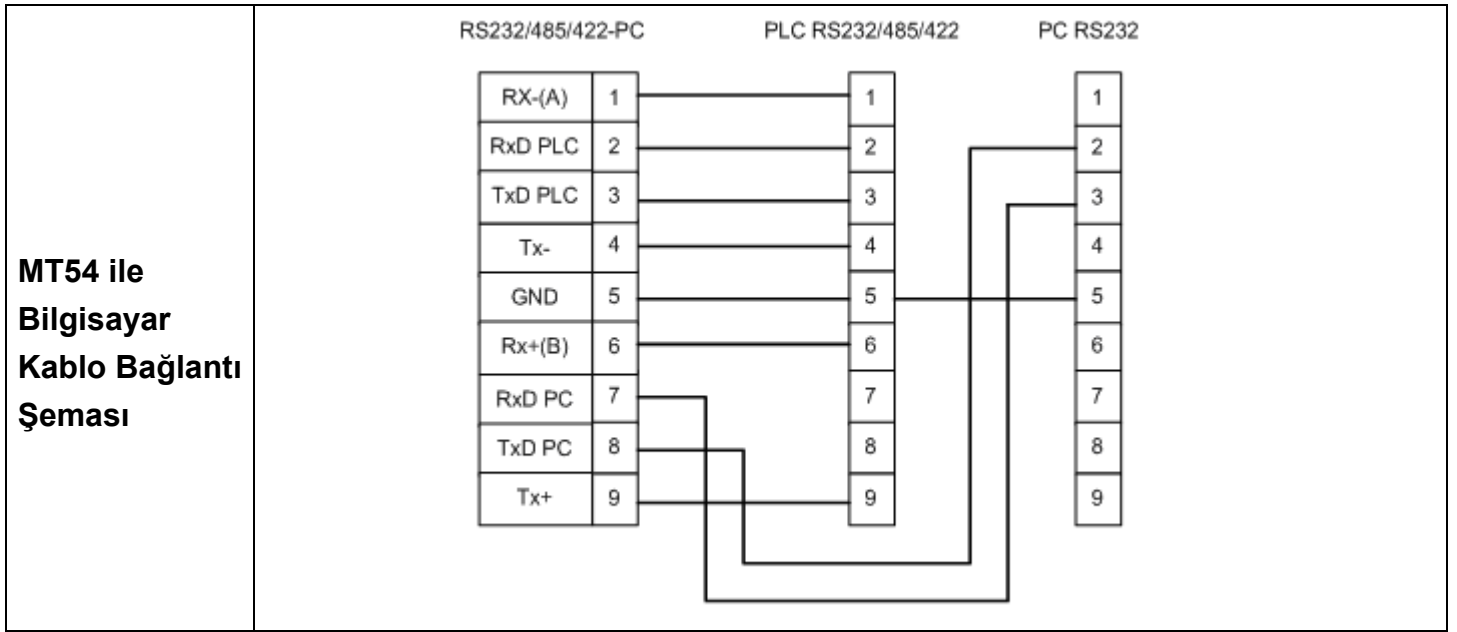 RS232/485/422-PC PLC RS232/485/422 PC RS232
MT54 ile
Bilgisayar
Kablo Bağlantı
Şeması
RX-(A) 1 1 1
RxD PLC 2 2 2
TxD PLC 3 3 3
Tx- 4 4 4
GND 5 5 5
Rx+(B) 6 6 6
RxD PC 7 7 7
TxD PC 8 8 8
Tx+ 9 9 9